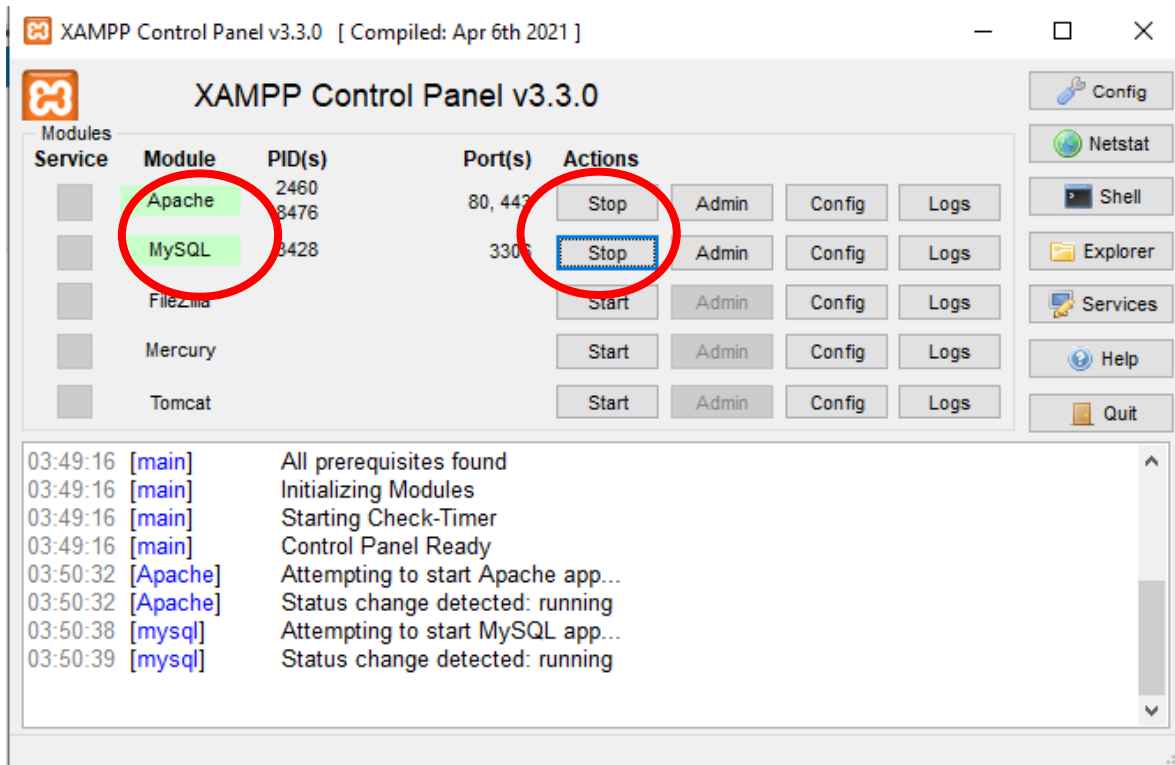 XAMPP Control Panel v3.3.0 [ Compiled: Apr 6th 2021 ]
XAMPP Control Panel v3.3.0
Config
Netstat
Shell
Explorer
Services
Help
Quit
Modules
Service Module PID(s) Port(s) Actions
Apache 2460 8476 80, 443 Stop Admin Config Logs
MySQL 3428 3306 Stop Admin Config Logs
FileZilla Start Admin Config Logs
Mercury Start Admin Config Logs
Tomcat Start Admin Config Logs
03:49:16 [main] All prerequisites found
03:49:16 [main] Initializing Modules
03:49:16 [main] Starting Check-Timer
03:49:16 [main] Control Panel Ready
03:50:32 [Apache] Attempting to start Apache app...
03:50:32 [Apache] Status change detected: running
03:50:38 [mysql] Attempting to start MySQL app...
03:50:39 [mysql] Status change detected: running